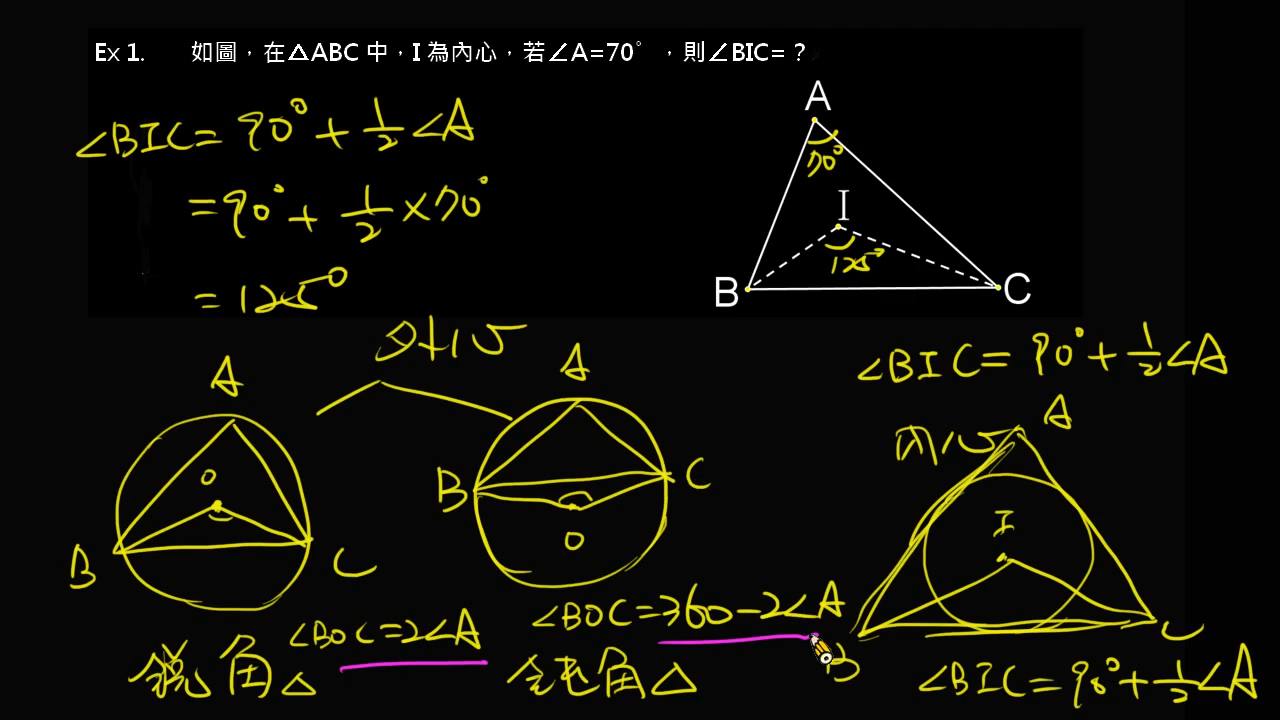 Ex 1. 如圖，在△ABC 中，I 為內心，若∠A=70°，則∠BIC=？
∠BIC=90°+1/2∠A
=90°+1/2×70°
=125°
A
70°
I
125°
B
C
外心
A
O
B
C
∠BOC=2∠A
銳角△
A
B
C
O
∠BOC=360-2∠A
鈍角△
∠BIC=90°+1/2∠A
內心
A
I
B
C
∠BIC=90°+1/2∠A